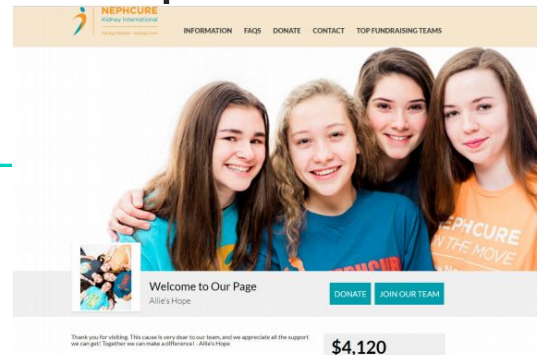 NEPHCURE
Kidney International
INFORMATION FAQS DONATE CONTACT TOP FUNDRAISING TEAMS
EPHCURE
N THE MOVE
Welcome to Our Page
Allie's Hope
DONATE JOIN OUR TEAM
Thank you for visiting. This cause is very dear to our team, and we appreciate all the support
we can get! Together we can make a difference! - Allie's Hope
$4,120